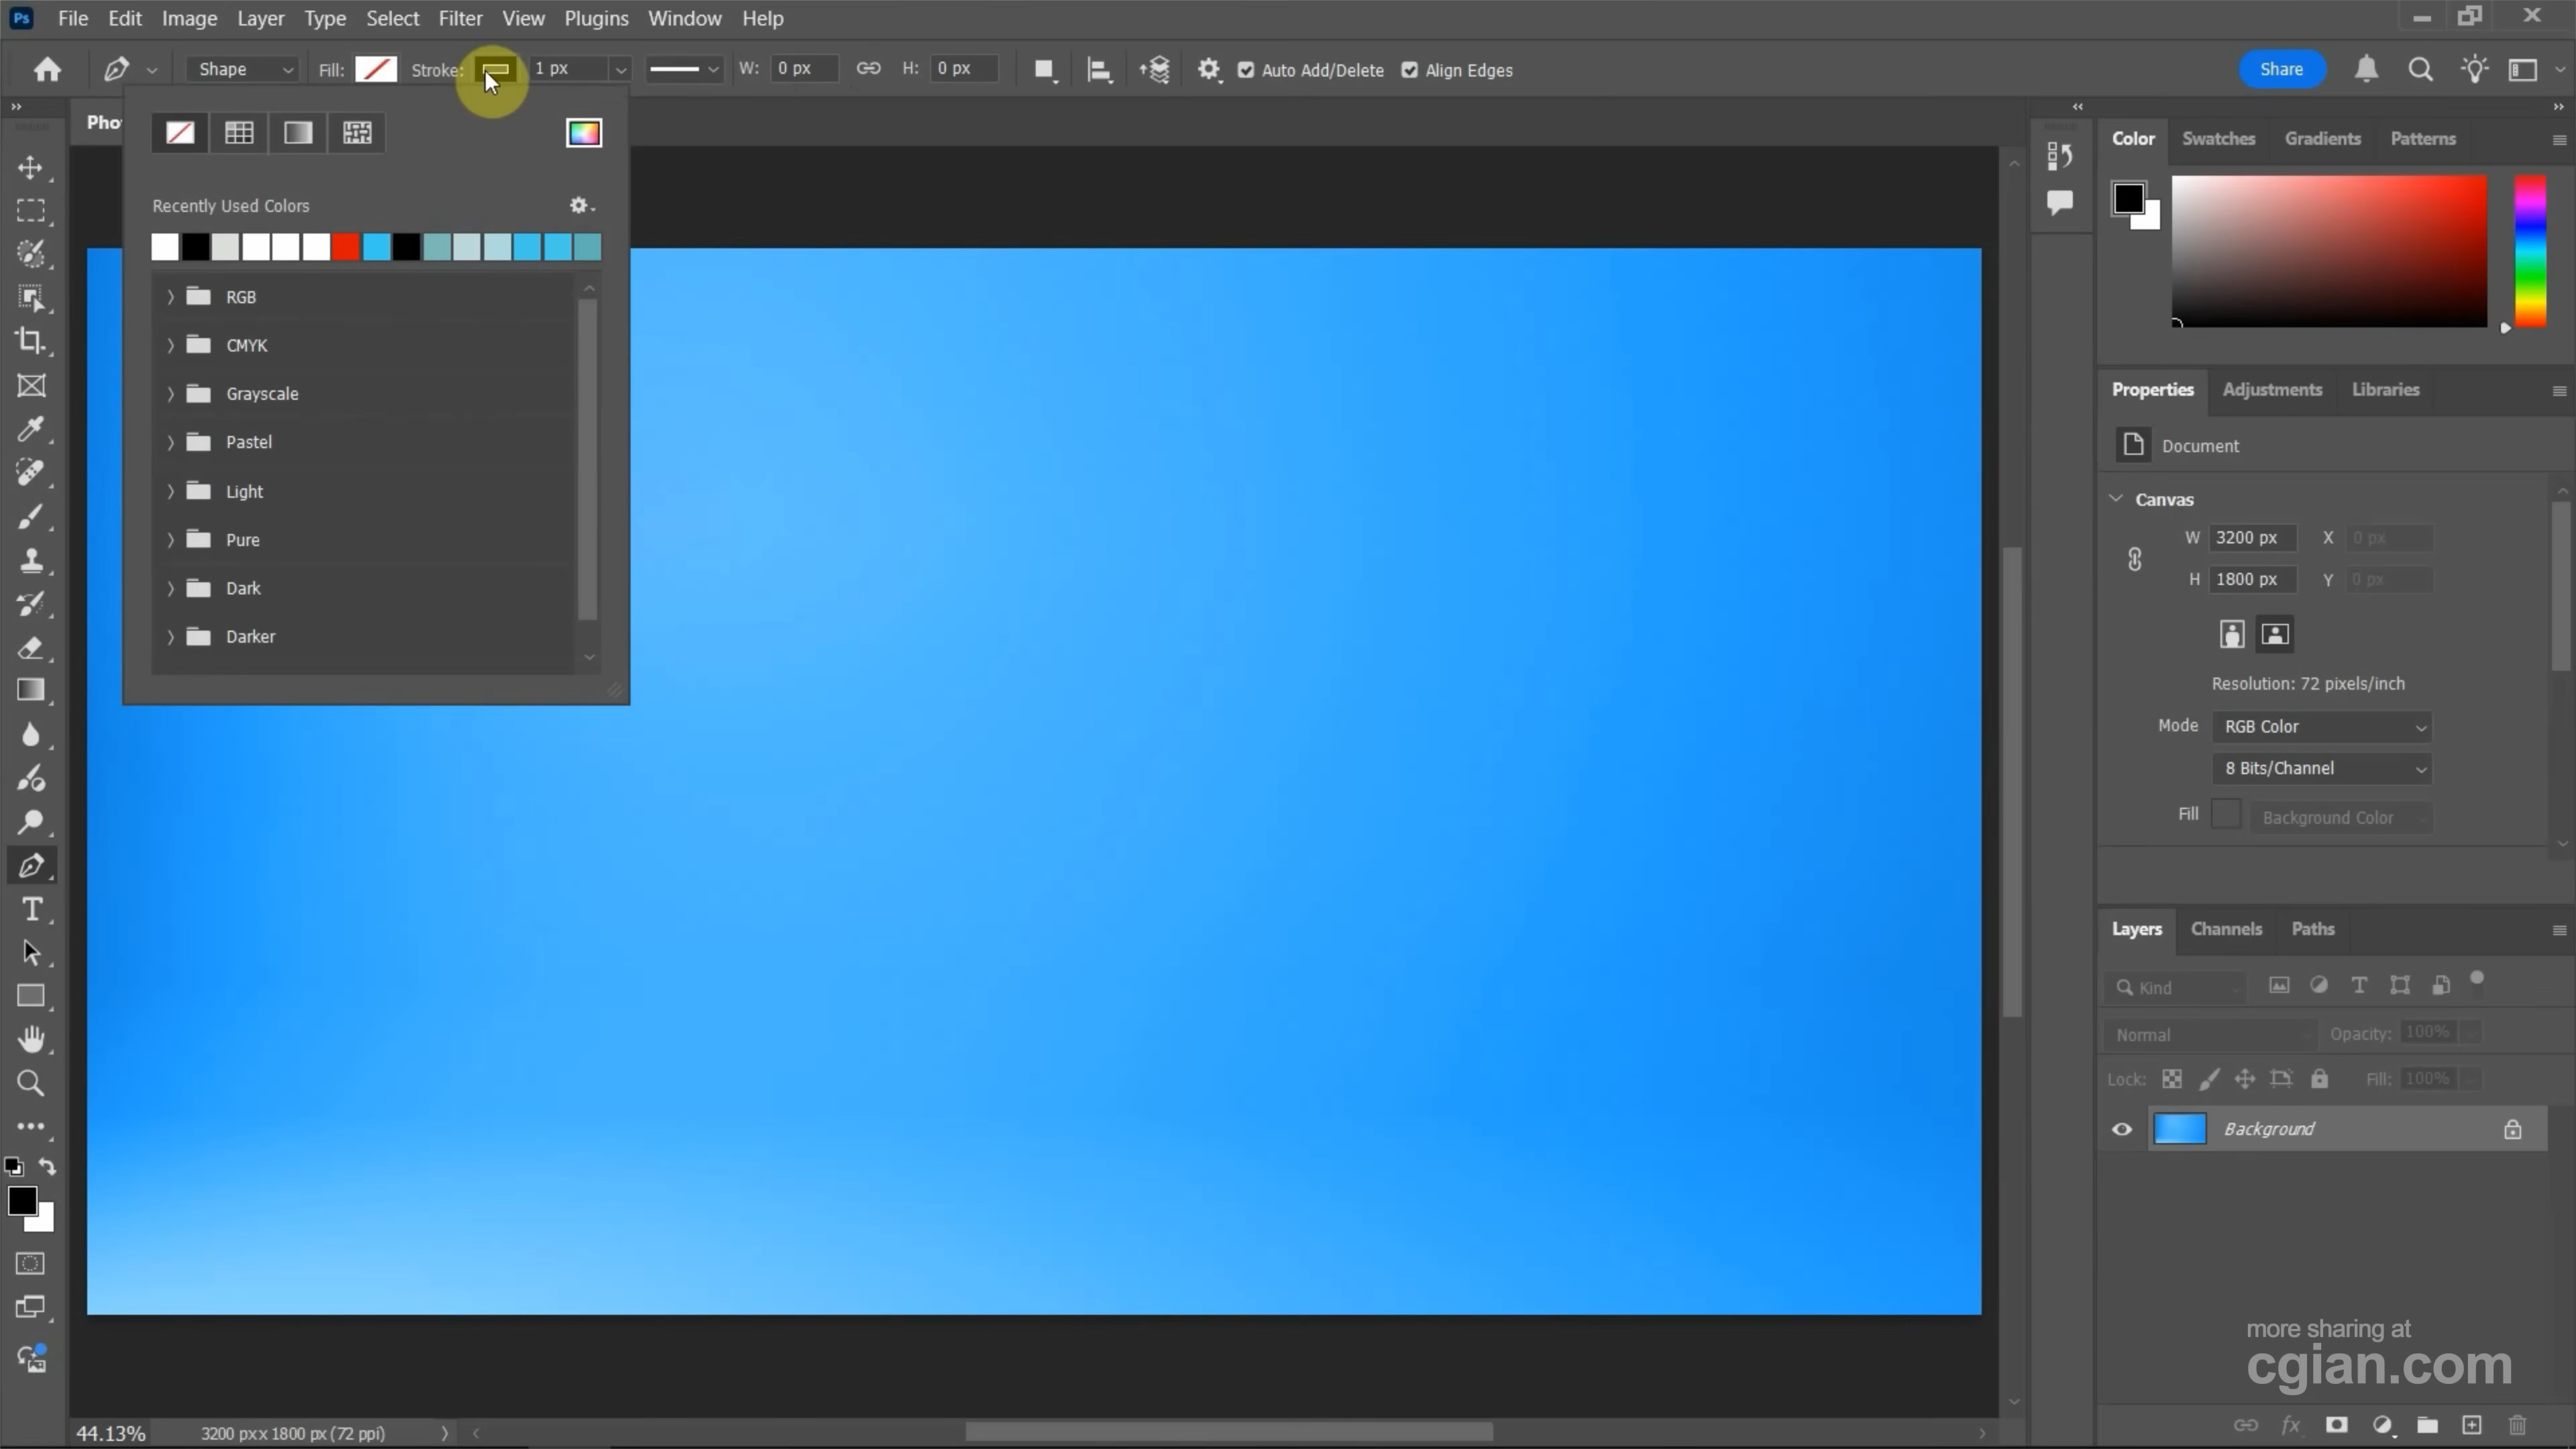 Ps File Edit Image Layer Type Select Filter View Plugins Window Help
Shape Fill: Stroke: 1 px W: 0 px H: 0 px Auto Add/Delete Align Edges Share
Pho
Recently Used Colors
RGB
CMYK
Grayscale
Pastel
Light
Pure
Dark
Darker
Color Swatches Gradients Patterns
Properties Adjustments Libraries
Document
Canvas
W 3200 px X 0 px
H 1800 px Y 0 px
Resolution: 72 pixels/inch
Mode RGB Color
8 Bits/Channel
Fill Background Color
Layers Channels Paths
Kind
Normal Opacity: 100%
Lock: Fill: 100%
Background
more sharing at
cgian.com
44.13% 3200 px x 1800 px (72 ppi)